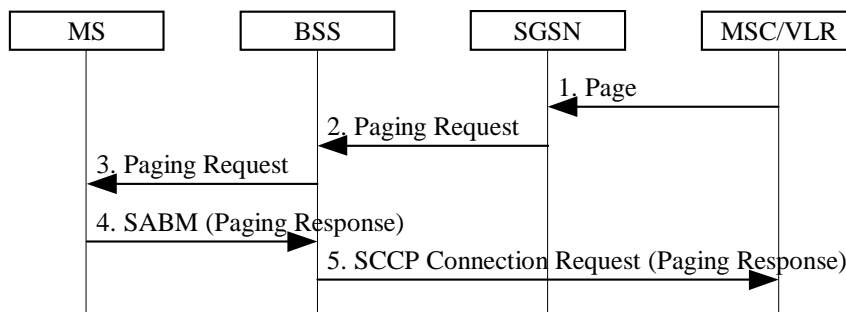 MS BSS SGSN MSC/VLR
1. Page
2. Paging Request
3. Paging Request
4. SABM (Paging Response)
5. SCCP Connection Request (Paging Response)